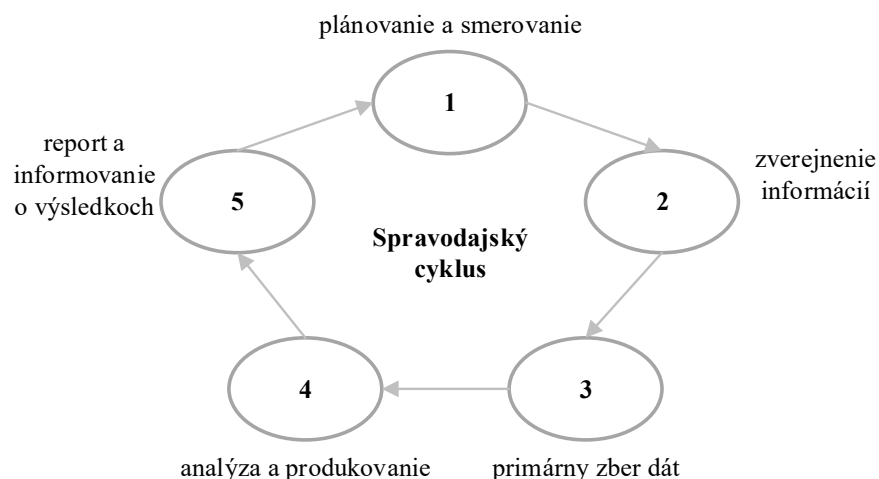 plánovanie a smerovanie
1
report a
informovanie
o výsledkoch
5
2
zverejnenie
informácií
Spravodajský
cyklus
4
3
analýza a produkovanie
primárny zber dát